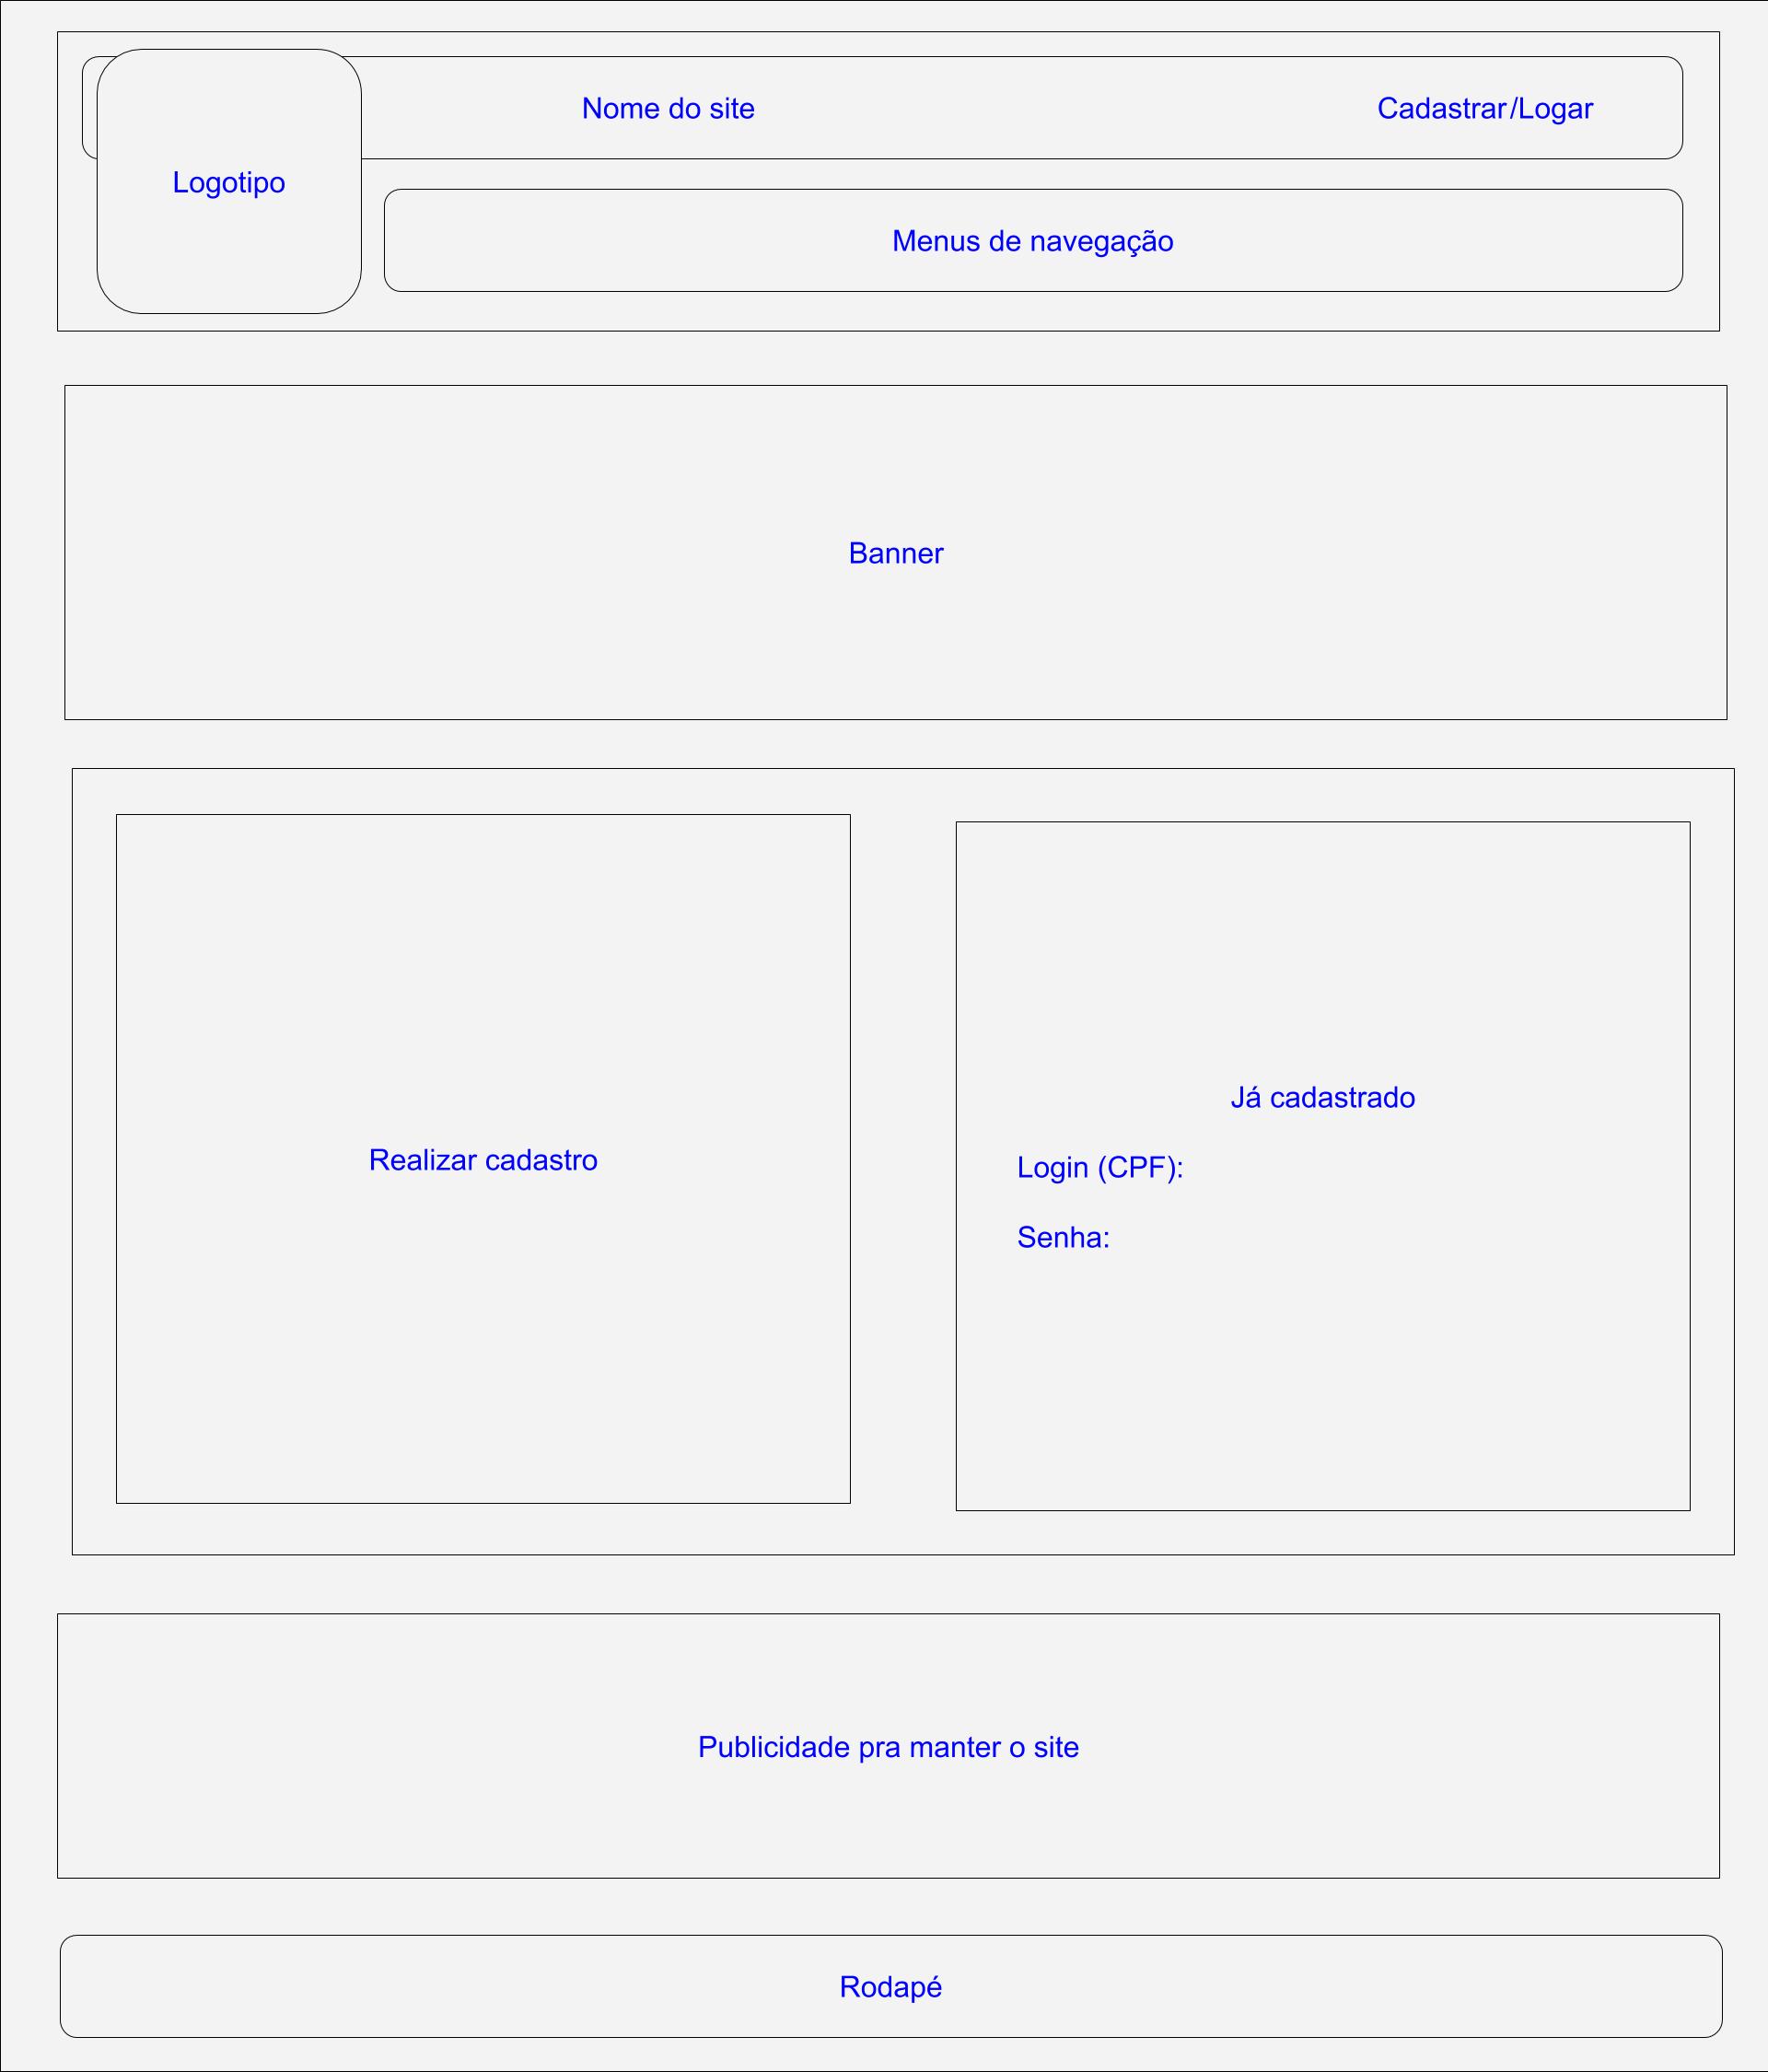 Nome do site
Cadastrar/Logar
Logotipo
Menus de navegação
Banner
Realizar cadastro
Já cadastrado
Login (CPF):
Senha:
Publicidade pra manter o site
Rodapé